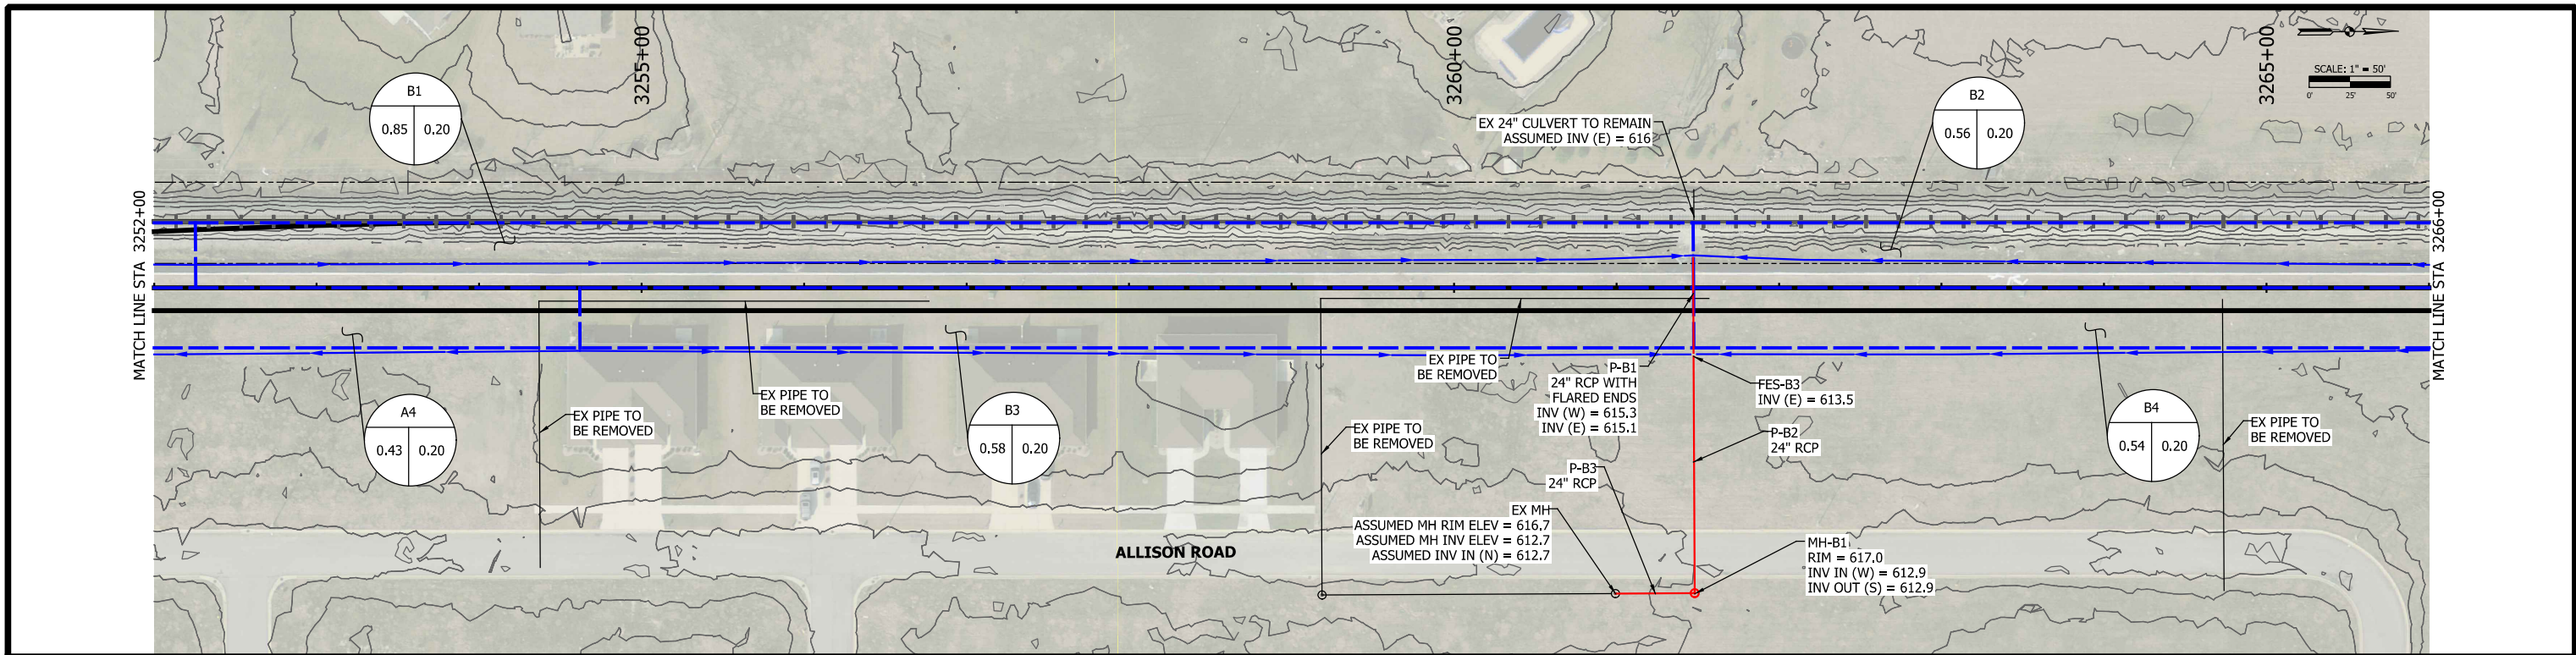 3255+00
3260+00
3265+00
SCALE: 1" = 50'
0'
25'
50'
B1
0.85
0.20
EX 24" CULVERT TO REMAIN
ASSUMED INV (E) = 616
B2
0.56
0.20
MATCH LINE STA 3252+00
MATCH LINE STA 3266+00
EX PIPE TO
BE REMOVED
P-B1
24" RCP WITH
FLARED ENDS
INV (W) = 615.3
INV (E) = 615.1
FES-B3
INV (E) = 613.5
EX PIPE TO
BE REMOVED
A4
0.43
0.20
EX PIPE TO
BE REMOVED
B3
0.58
0.20
EX PIPE TO
BE REMOVED
P-B2
24" RCP
B4
0.54
0.20
EX PIPE TO
BE REMOVED
P-B3
24" RCP
EX MH
ASSUMED MH RIM ELEV = 616.7
ASSUMED MH INV ELEV = 612.7
ASSUMED INV IN (N) = 612.7
ALLISON ROAD
MH-B1
RIM = 617.0
INV IN (W) = 612.9
INV OUT (S) = 612.9